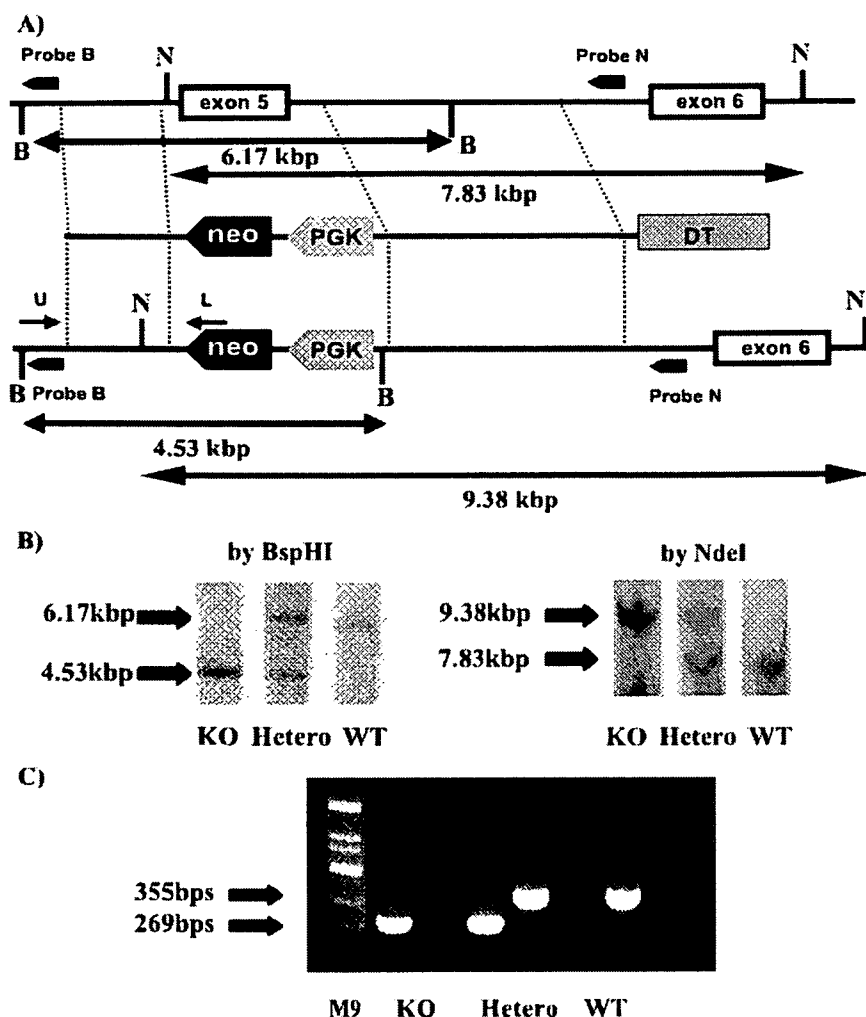 A)
Probe B
N
Probe N
N
exon 5
exon 6
B
B
6.17 kbp
7.83 kbp
neo
PGK
DT
U
N
L
N
neo
PGK
exon 6
B
Probe B
B
Probe N
4.53 kbp
9.38 kbp
B)
by BspHI
by NdeI
6.17kbp
9.38kbp
4.53kbp
7.83kbp
KO Hetero WT
KO Hetero WT
C)
355bps
269bps
M9 KO Hetero WT